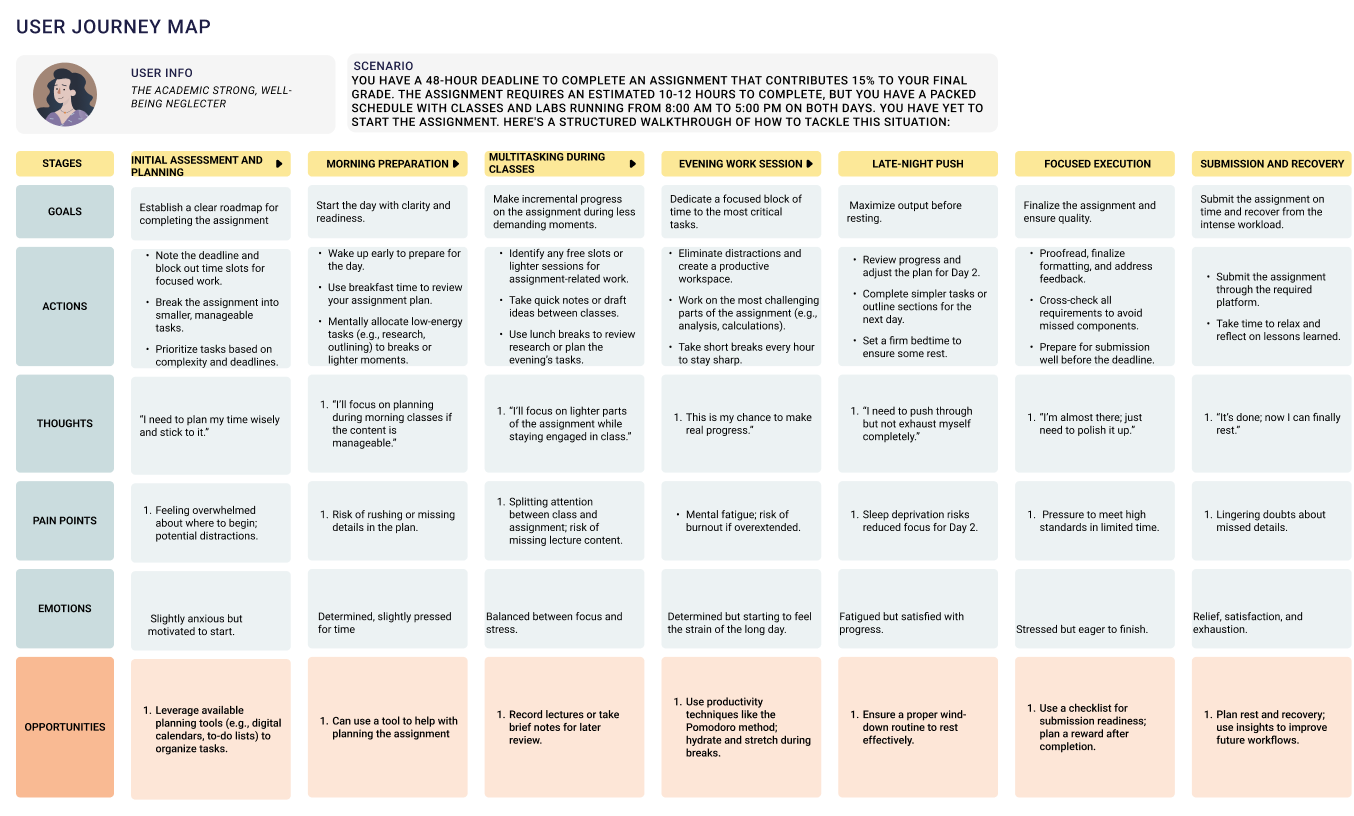 USER JOURNEY MAP
USER INFO
THE ACADEMIC STRONG, WELL-
BEING NEGLECTER
SCENARIO
YOU HAVE A 48-HOUR DEADLINE TO COMPLETE AN ASSIGNMENT THAT CONTRIBUTES 15% TO YOUR FINAL
GRADE. THE ASSIGNMENT REQUIRES AN ESTIMATED 10-12 HOURS TO COMPLETE, BUT YOU HAVE A PACKED
SCHEDULE WITH CLASSES AND LABS RUNNING FROM 8:00 AM TO 5:00 PM ON BOTH DAYS. YOU HAVE YET TO
START THE ASSIGNMENT. HERE'S A STRUCTURED WALKTHROUGH OF HOW TO TACKLE THIS SITUATION:
STAGES
INITIAL ASSESSMENT AND
PLANNING
MORNING PREPARATION
MULTITASKING DURING
CLASSES
EVENING WORK SESSION
LATE-NIGHT PUSH
FOCUSED EXECUTION
SUBMISSION AND RECOVERY
GOALS
Establish a clear roadmap for
completing the assignment
Start the day with clarity and
readiness.
Make incremental progress
on the assignment during less
demanding moments.
Dedicate a focused block of
time to the most critical
tasks.
Maximize output before
resting.
Finalize the assignment and
ensure quality.
Submit the assignment on
time and recover from the
intense workload.
ACTIONS
• Note the deadline and
block out time slots for
focused work.
• Break the assignment into
smaller, manageable
tasks.
• Prioritize tasks based on
complexity and deadlines.
• Wake up early to prepare for
the day.
• Use breakfast time to review
your assignment plan.
• Mentally allocate low-energy
tasks (e.g., research,
outlining) to breaks or
lighter moments.
• Identify any free slots or
lighter sessions for
assignment-related work.
• Take quick notes or draft
ideas between classes.
• Use lunch breaks to review
research or plan the
evening's tasks.
• Eliminate distractions and
create a productive
workspace.
• Work on the most challenging
parts of the assignment (e.g.,
analysis, calculations).
• Take short breaks every hour
to stay sharp.
• Review progress and
adjust the plan for Day 2.
• Complete simpler tasks or
outline sections for the
next day.
• Set a firm bedtime to
ensure some rest.
• Proofread, finalize
formatting, and address
feedback.
• Cross-check all
requirements to avoid
missed components.
• Prepare for submission
well before the deadline.
• Submit the assignment
through the required
platform.
• Take time to relax and
reflect on lessons learned.
THOUGHTS
“I need to plan my time wisely
and stick to it.”
1. “I’ll focus on planning
during morning classes if
the content is
manageable.”
1. “I’ll focus on lighter parts
of the assignment while
staying engaged in class.”
1. This is my chance to make
real progress.”
1. “I need to push through
but not exhaust myself
completely.”
1. “I’m almost there; just
need to polish it up.”
1. “It’s done; now I can finally
rest.”
PAIN POINTS
1. Feeling overwhelmed
about where to begin;
potential distractions.
1. Risk of rushing or missing
details in the plan.
1. Splitting attention
between class and
assignment; risk of
missing lecture content.
• Mental fatigue; risk of
burnout if overextended.
1. Sleep deprivation risks
reduced focus for Day 2.
1. Pressure to meet high
standards in limited time.
1. Lingering doubts about
missed details.
EMOTIONS
Slightly anxious but
motivated to start.
Determined, slightly pressed
for time
Balanced between focus and
stress.
Determined but starting to feel
the strain of the long day.
Fatigued but satisfied with
progress.
Stressed but eager to finish.
Relief, satisfaction, and
exhaustion.
OPPORTUNITIES
1. Leverage available
planning tools (e.g., digital
calendars, to-do lists) to
organize tasks.
1. Can use a tool to help with
planning the assignment
1. Record lectures or take
brief notes for later
review.
1. Use productivity
techniques like the
Pomodoro method;
hydrate and stretch during
breaks.
1. Ensure a proper wind-
down routine to rest
effectively.
1. Use a checklist for
submission readiness;
plan a reward after
completion.
1. Plan rest and recovery;
use insights to improve
future workflows.